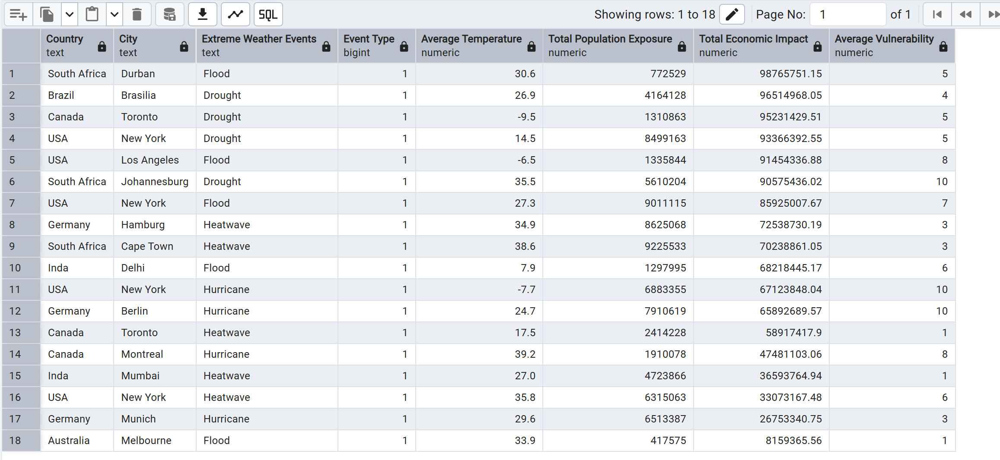 SQL Showing rows: 1 to 18 Page No: 1 of 1
Country City Extreme Weather Events Event Type Average Temperature Total Population Exposure Total Economic Impact Average Vulnerability
text text text bigint numeric numeric numeric numeric
1 South Africa Durban Flood 1 30.6 772529 98765751.15 5
2 Brazil Brasilia Drought 1 26.9 4164128 96514968.05 4
3 Canada Toronto Drought 1 -9.5 1310863 95231429.51 5
4 USA New York Drought 1 14.5 8499163 93366392.55 5
5 USA Los Angeles Flood 1 -6.5 1335844 91454336.88 8
6 South Africa Johannesburg Drought 1 35.5 5610204 90575436.02 10
7 USA New York Flood 1 27.3 9011115 85925007.67 7
8 Germany Hamburg Heatwave 1 34.9 8625068 72538730.19 3
9 South Africa Cape Town Heatwave 1 38.6 9225533 70238861.05 3
10 Inda Delhi Flood 1 7.9 1297995 68218445.17 6
11 USA New York Hurricane 1 -7.7 6883355 67123848.04 10
12 Germany Berlin Hurricane 1 24.7 7910619 65892689.57 10
13 Canada Toronto Heatwave 1 17.5 2414228 58917417.9 1
14 Canada Montreal Hurricane 1 39.2 1910078 47481103.06 8
15 Inda Mumbai Heatwave 1 27.0 4723866 36593764.94 1
16 USA New York Heatwave 1 35.8 6315063 33073167.48 6
17 Germany Munich Hurricane 1 29.6 6513387 26753340.75 3
18 Australia Melbourne Flood 1 33.9 417575 8159365.56 1